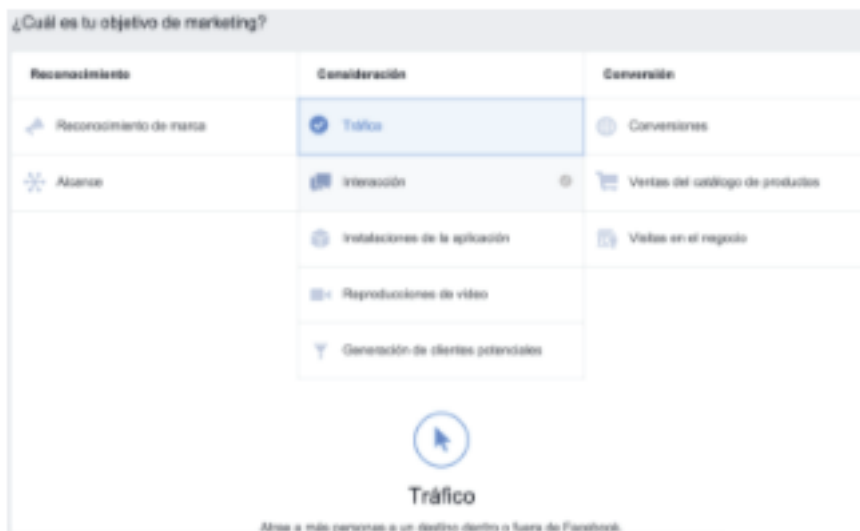 ¿Cuál es tu objetivo de marketing?
Reconocimiento
Consideración
Conversión
Reconocimiento de marca
Tráfico
Conversiones
Alcance
Interacción
Ventas del catálogo de productos
Instalaciones de la aplicación
Visitas en el negocio
Reproducciones de vídeo
Generación de clientes potenciales
Tráfico
Atrae a más personas a un destino dentro o fuera de Facebook.